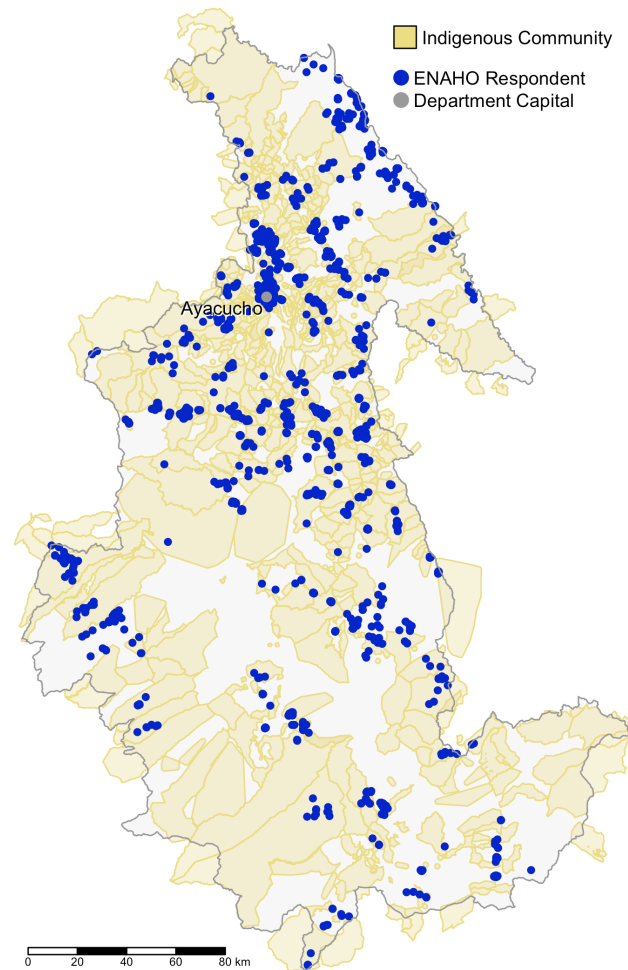 Indigenous Community
ENAHO Respondent
Department Capital
Ayacucho
0 20 40 60 80 km